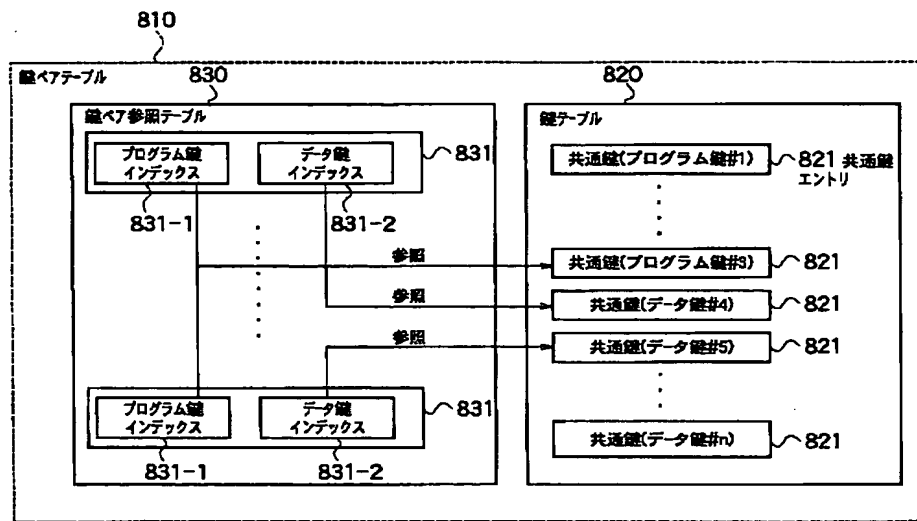 810
鍵ペアテーブル
830
820
鍵ペア参照テーブル
鍵テーブル
プログラム鍵
インデックス
データ鍵
インデックス
831
831-1
831-2
共通鍵(プログラム鍵#1)
821 共通鍵
エントリ
参照
共通鍵(プログラム鍵#3)
821
参照
共通鍵(データ鍵#4)
821
参照
共通鍵(データ鍵#5)
821
プログラム鍵
インデックス
データ鍵
インデックス
831
831-1
831-2
共通鍵(データ鍵#n)
821